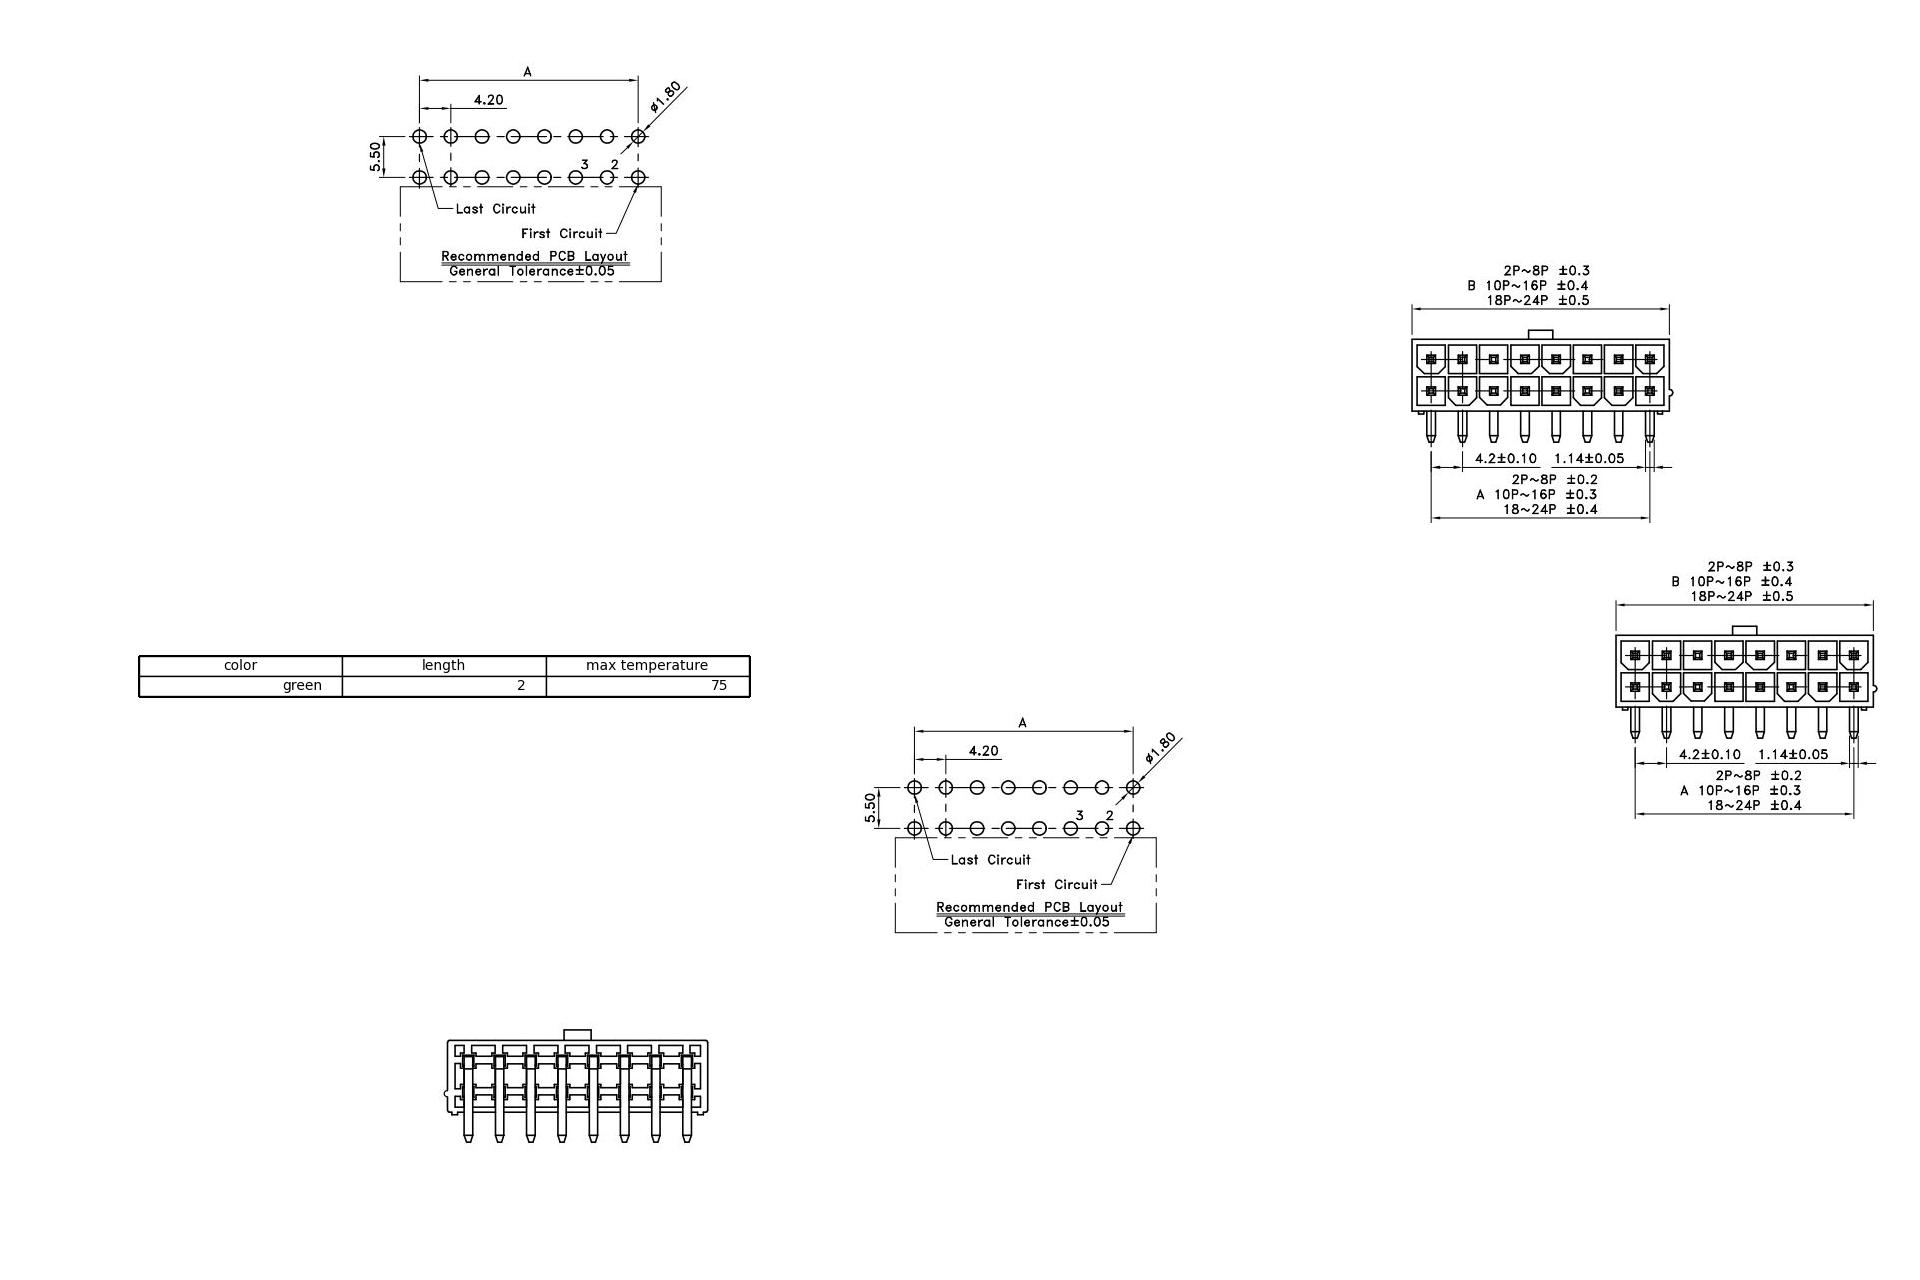 A
4.20
ø1.80
5.50
3 2
Last Circuit
First Circuit
Recommended PCB Layout
General Tolerance±0.05
2P~8P ±0.3
B 10P~16P ±0.4
18P~24P ±0.5
4.2±0.10 1.14±0.05
2P~8P ±0.2
A 10P~16P ±0.3
18~24P ±0.4
2P~8P ±0.3
B 10P~16P ±0.4
18P~24P ±0.5
4.2±0.10 1.14±0.05
2P~8P ±0.2
A 10P~16P ±0.3
18~24P ±0.4
color length max temperature
green 2 75
A
4.20
ø1.80
5.50
3 2
Last Circuit
First Circuit
Recommended PCB Layout
General Tolerance±0.05